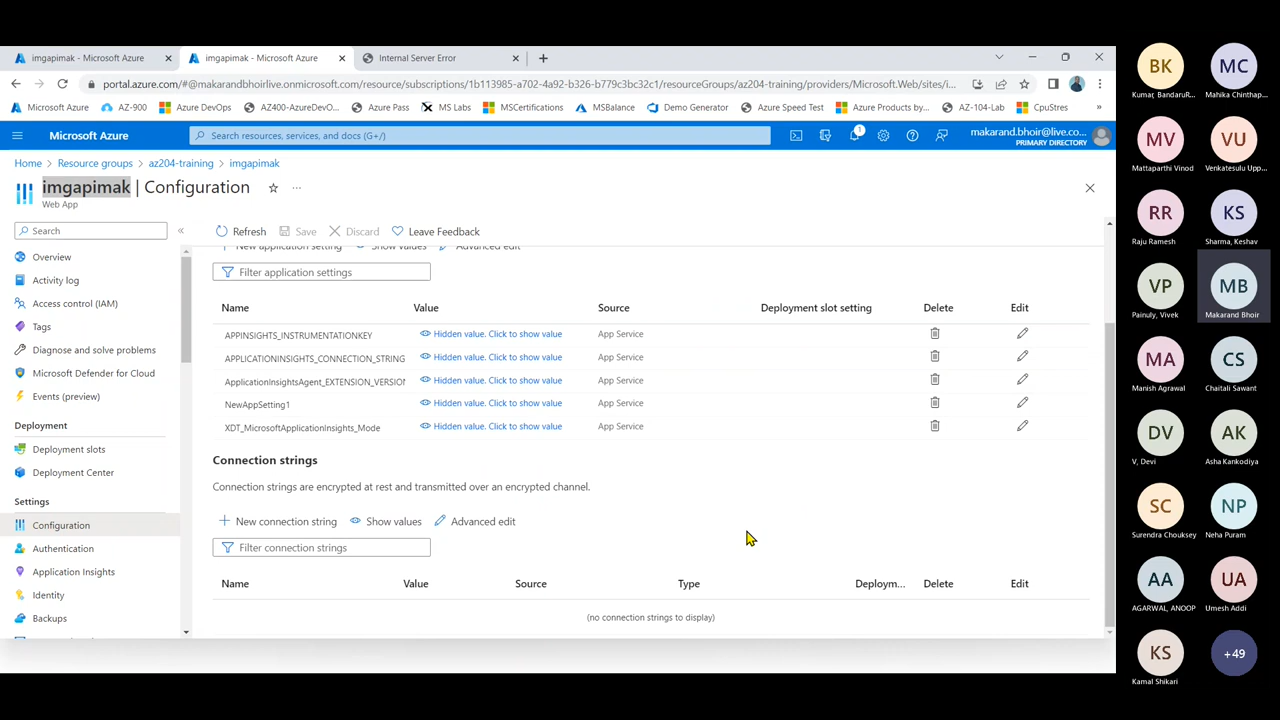 imgapimak - Microsoft Azure
imgapimak - Microsoft Azure
Internal Server Error
portal.azure.com/#@makarandbhoirlive.onmicrosoft.com/resource/subscriptions/1b113985-a702-4a92-b326-b779c3bc32c1/resourceGroups/az204-training/providers/Microsoft.Web/sites/i...
Microsoft Azure
AZ-900
Azure DevOps
AZ400-AzureDevO...
Azure Pass
MS Labs
MSCertifications
MSBalance
Demo Generator
Azure Speed Test
Azure Products by...
AZ-104-Lab
CpuStres
»
Microsoft Azure
Search resources, services, and docs (G+/)
1
makarand.bhoir@live.co...
PRIMARY DIRECTORY
Home > Resource groups > az204-training > imgapimak
imgapimak | Configuration
Web App
Search
«
Refresh
Save
Discard
Leave Feedback
Overview
Activity log
Access control (IAM)
Tags
Diagnose and solve problems
Microsoft Defender for Cloud
Events (preview)
Deployment
Deployment slots
Deployment Center
Settings
Configuration
Authentication
Application Insights
Identity
Backups
New application setting
Show values
Advanced edit
Filter application settings
Name Value Source Deployment slot setting Delete Edit
APPINSIGHTS_INSTRUMENTATIONKEY Hidden value. Click to show value App Service
APPLICATIONINSIGHTS_CONNECTION_STRING Hidden value. Click to show value App Service
ApplicationInsightsAgent_EXTENSION_VERSION Hidden value. Click to show value App Service
NewAppSetting1 Hidden value. Click to show value App Service
XDT_MicrosoftApplicationInsights_Mode Hidden value. Click to show value App Service
Connection strings
Connection strings are encrypted at rest and transmitted over an encrypted channel.
New connection string
Show values
Advanced edit
Filter connection strings
Name Value Source Type Deploym... Delete Edit
(no connection strings to display)
BK
Kumar, BandaruR...
MC
Mahika Chinthap...
MV
Mattaparthi Vinod
VU
Venkatesulu Upp...
RR
Raju Ramesh
KS
Sharma, Keshav
VP
Painuly, Vivek
MB
Makarand Bhoir
MA
Manish Agrawal
CS
Chaitali Sawant
DV
V, Devi
AK
Asha Kankodiya
SC
Surendra Chouksey
NP
Neha Puram
AA
AGARWAL, ANOOP
UA
Umesh Addi
KS
Kamal Shikari
+49